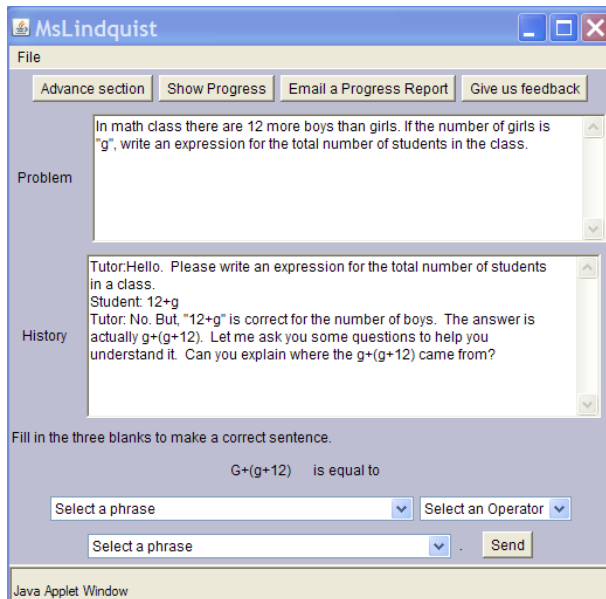 MsLindquist
File
Advance section Show Progress Email a Progress Report Give us feedback
Problem
In math class there are 12 more boys than girls. If the number of girls is
"g", write an expression for the total number of students in the class.
History
Tutor:Hello. Please write an expression for the total number of students
in a class.
Student: 12+g
Tutor: No. But, "12+g" is correct for the number of boys. The answer is
actually g+(g+12). Let me ask you some questions to help you
understand it. Can you explain where the g+(g+12) came from?
Fill in the three blanks to make a correct sentence.
G+(g+12) is equal to
Select a phrase Select an Operator
Select a phrase . Send
Java Applet Window